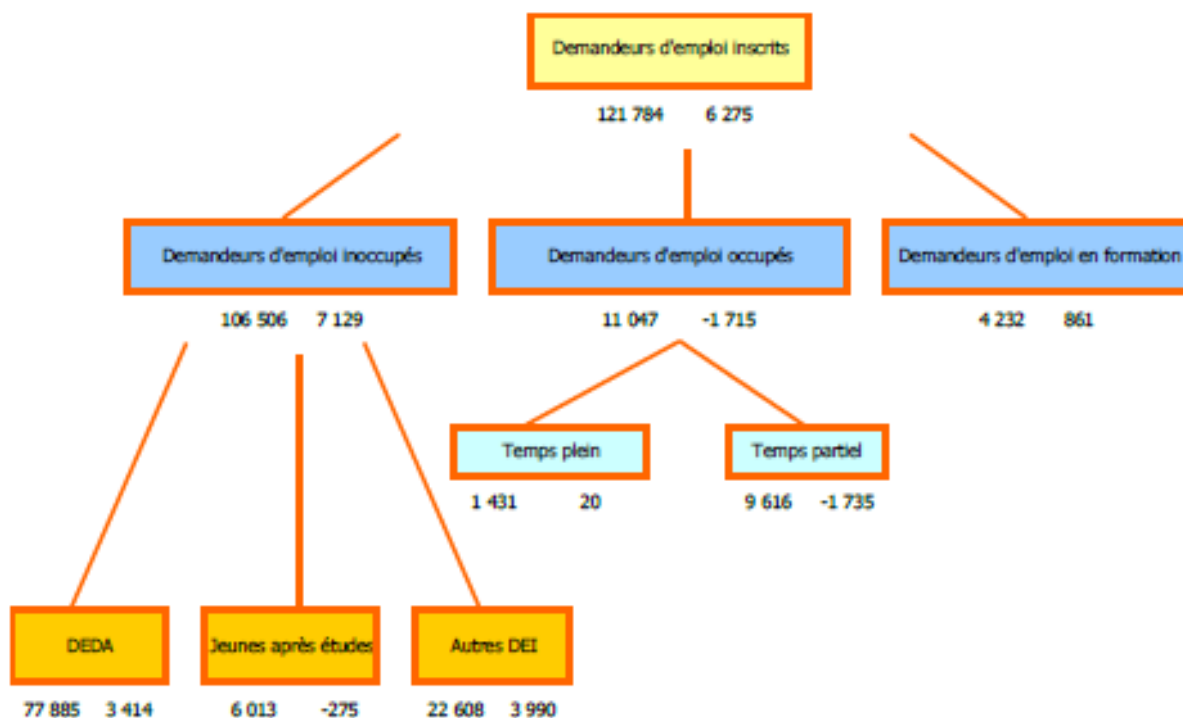 Demandeurs d'emploi inscrits
121 784 6 275
Demandeurs d'emploi inoccupés
106 506 7 129
Demandeurs d'emploi occupés
11 047 -1 715
Demandeurs d'emploi en formation
4 232 861
Temps plein
1 431 20
Temps partiel
9 616 -1 735
DEDA
77 885 3 414
Jeunes après études
6 013 -275
Autres DEI
22 608 3 990